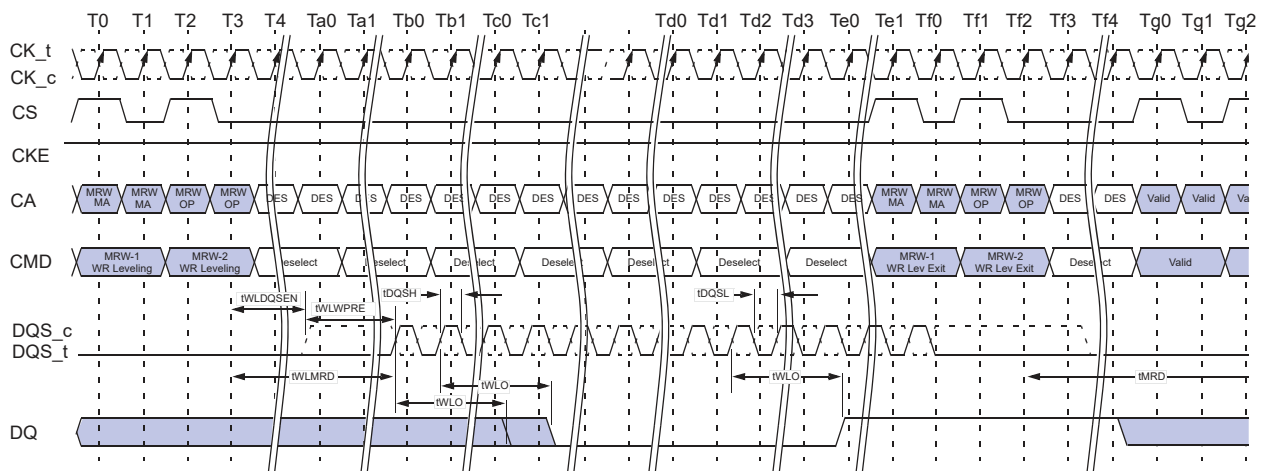 T0 T1 T2 T3 T4 Ta0 Ta1 Tb0 Tb1 Tc0 Tc1 Td0 Td1 Td2 Td3 Te0 Te1 Tf0 Tf1 Tf2 Tf3 Tf4 Tg0 Tg1 Tg2
CK_t
CK_c
CS
CKE
CA MRW MA MRW MA MRW OP MRW OP DES DES DES DES DES DES DES DES DES DES DES DES DES DES MRW MA MRW MA MRW OP MRW OP DES DES Valid Valid Va
CMD MRW-1 WR Leveling MRW-2 WR Leveling Deselect Deselect Deselect Deselect Deselect Deselect Deselect MRW-1 WR Lev Exit MRW-2 WR Lev Exit Deselect Valid
tWLDQSEN tWLWPRE tDQSH tDQSL
DQS_c
DQS_t
tWLMRD tWLO tWLO tMRD
tWLO
DQ